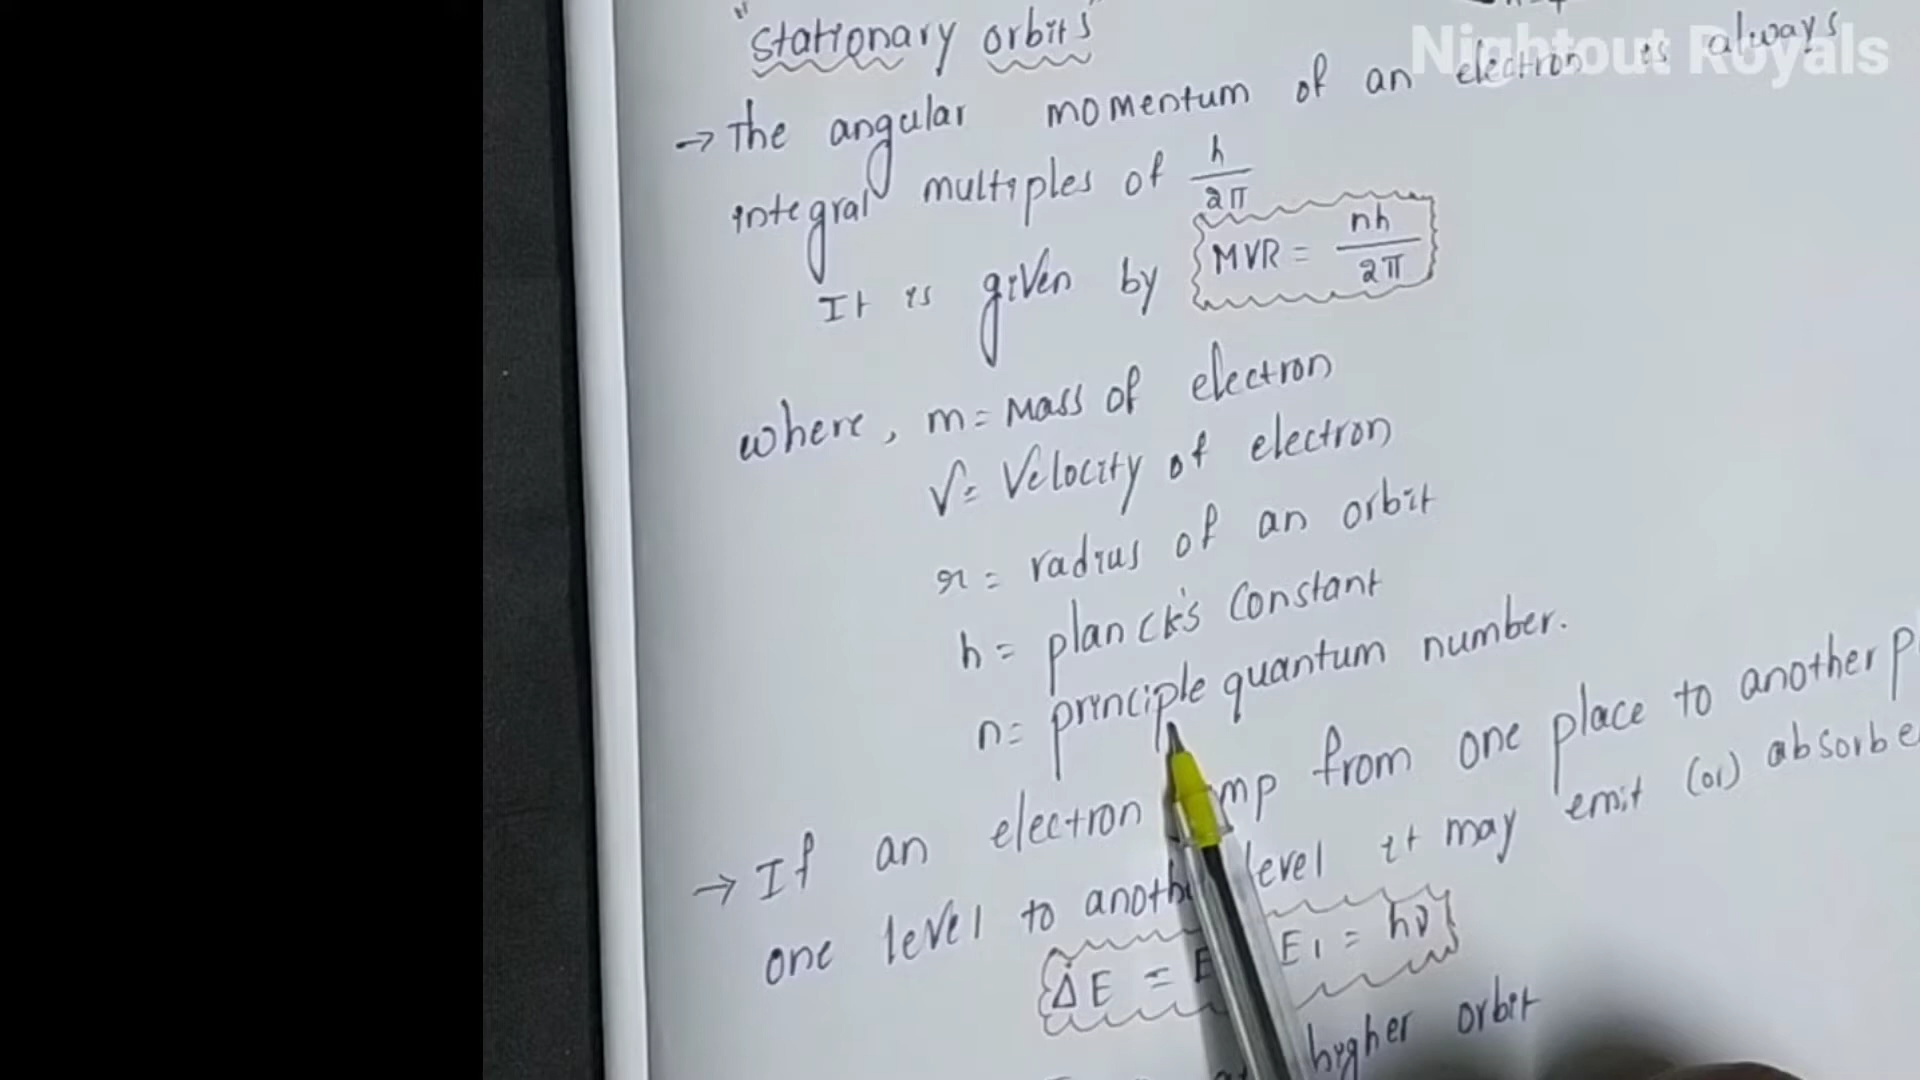 "Stationary orbits"
Nightout Royals
→ The angular momentum of an electron is always
integral multiples of h/2π
It is given by MVR = nh/2π
where, m = Mass of electron
V = Velocity of electron
r = radius of an orbit
h = planck's Constant
n = principle quantum number.
→ If an electron from one place to another
one level to level it may emit (or) absorbe
ΔE = E1 = hν
higher orbit